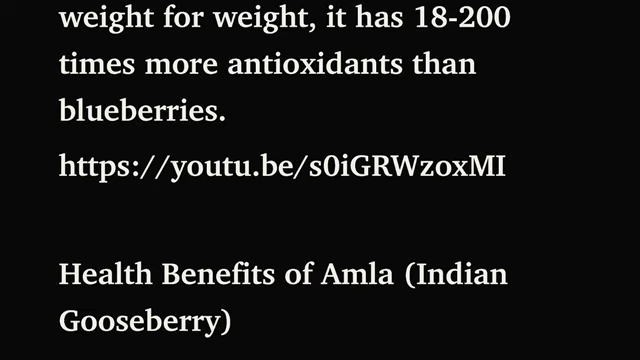 weight for weight, it has 18-200
times more antioxidants than
blueberries.
https://youtu.be/s0iGRWzoxMI
Health Benefits of Amla (Indian
Gooseberry)